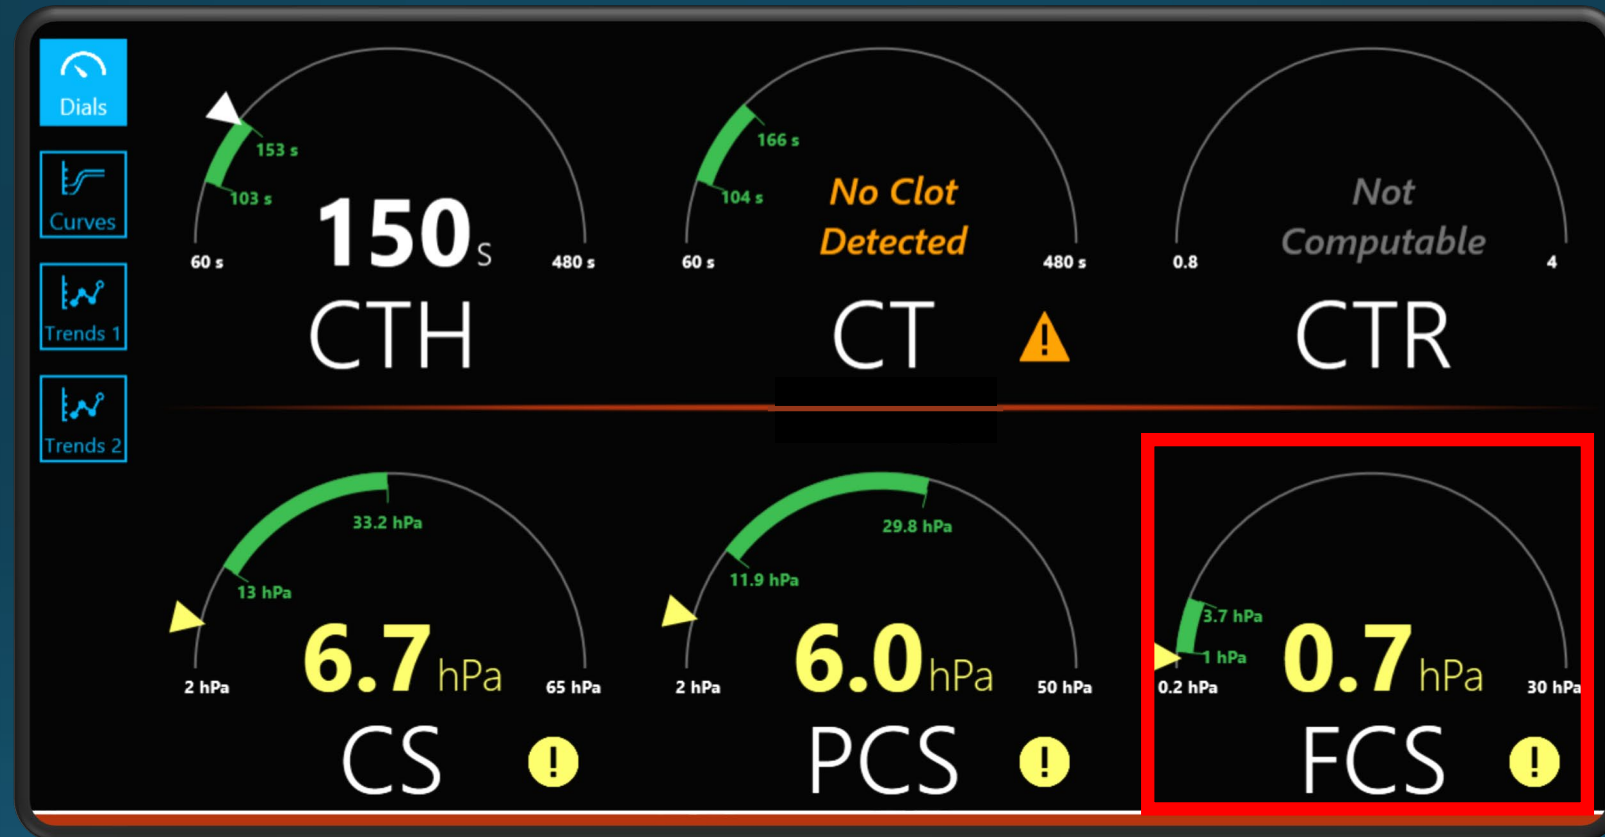 Dials
Curves
Trends 1
Trends 2
153 s
103 s
150 s
60 s
480 s
CTH
166 s
104 s
No Clot
Detected
60 s
480 s
CT
Not
Computable
0.8
4
CTR
33.2 hPa
13 hPa
6.7 hPa
2 hPa
65 hPa
CS
29.8 hPa
11.9 hPa
6.0 hPa
2 hPa
50 hPa
PCS
3.7 hPa
1 hPa
0.7 hPa
0.2 hPa
30 hPa
FCS